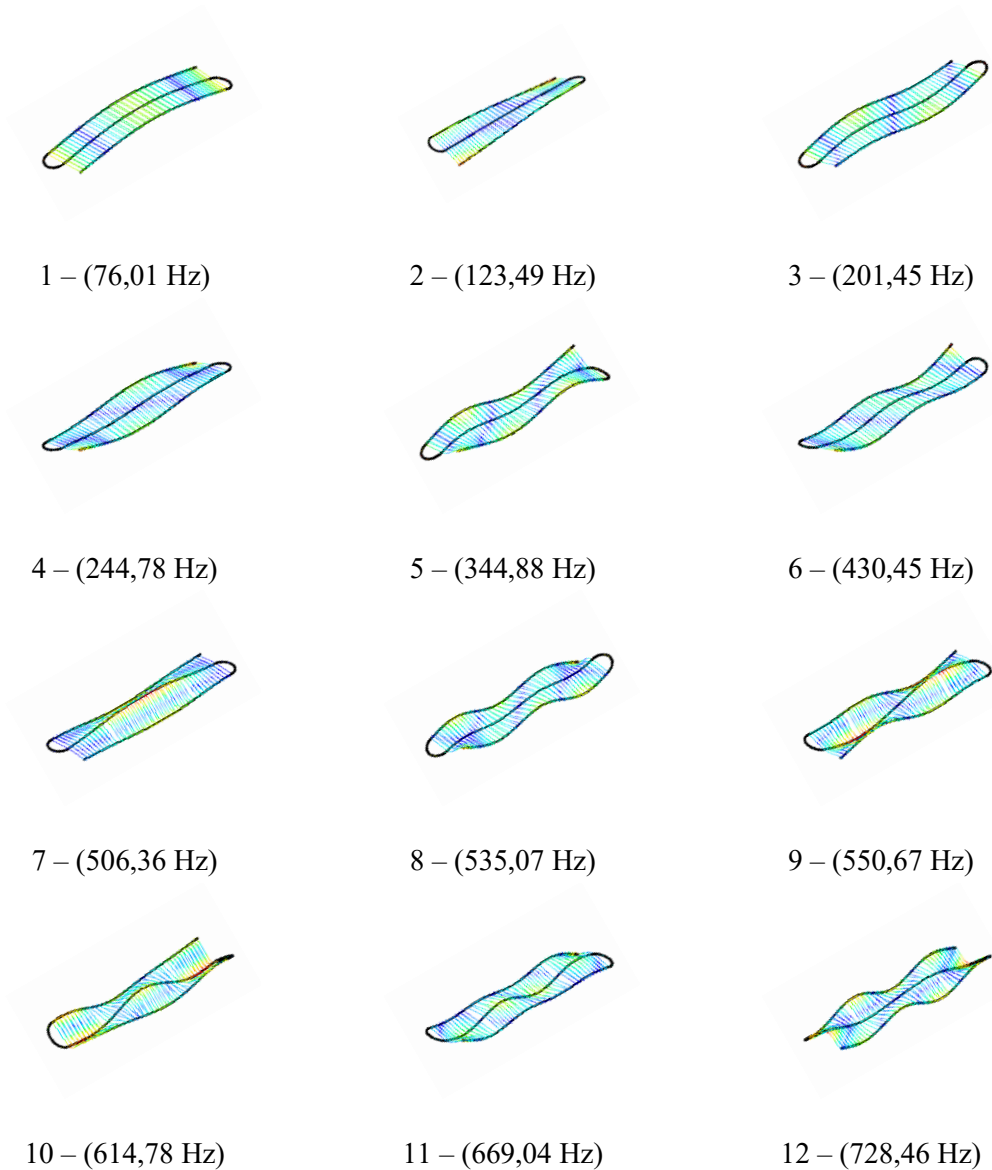 1 – (76,01 Hz)
2 – (123,49 Hz)
3 – (201,45 Hz)
4 – (244,78 Hz)
5 – (344,88 Hz)
6 – (430,45 Hz)
7 – (506,36 Hz)
8 – (535,07 Hz)
9 – (550,67 Hz)
10 – (614,78 Hz)
11 – (669,04 Hz)
12 – (728,46 Hz)